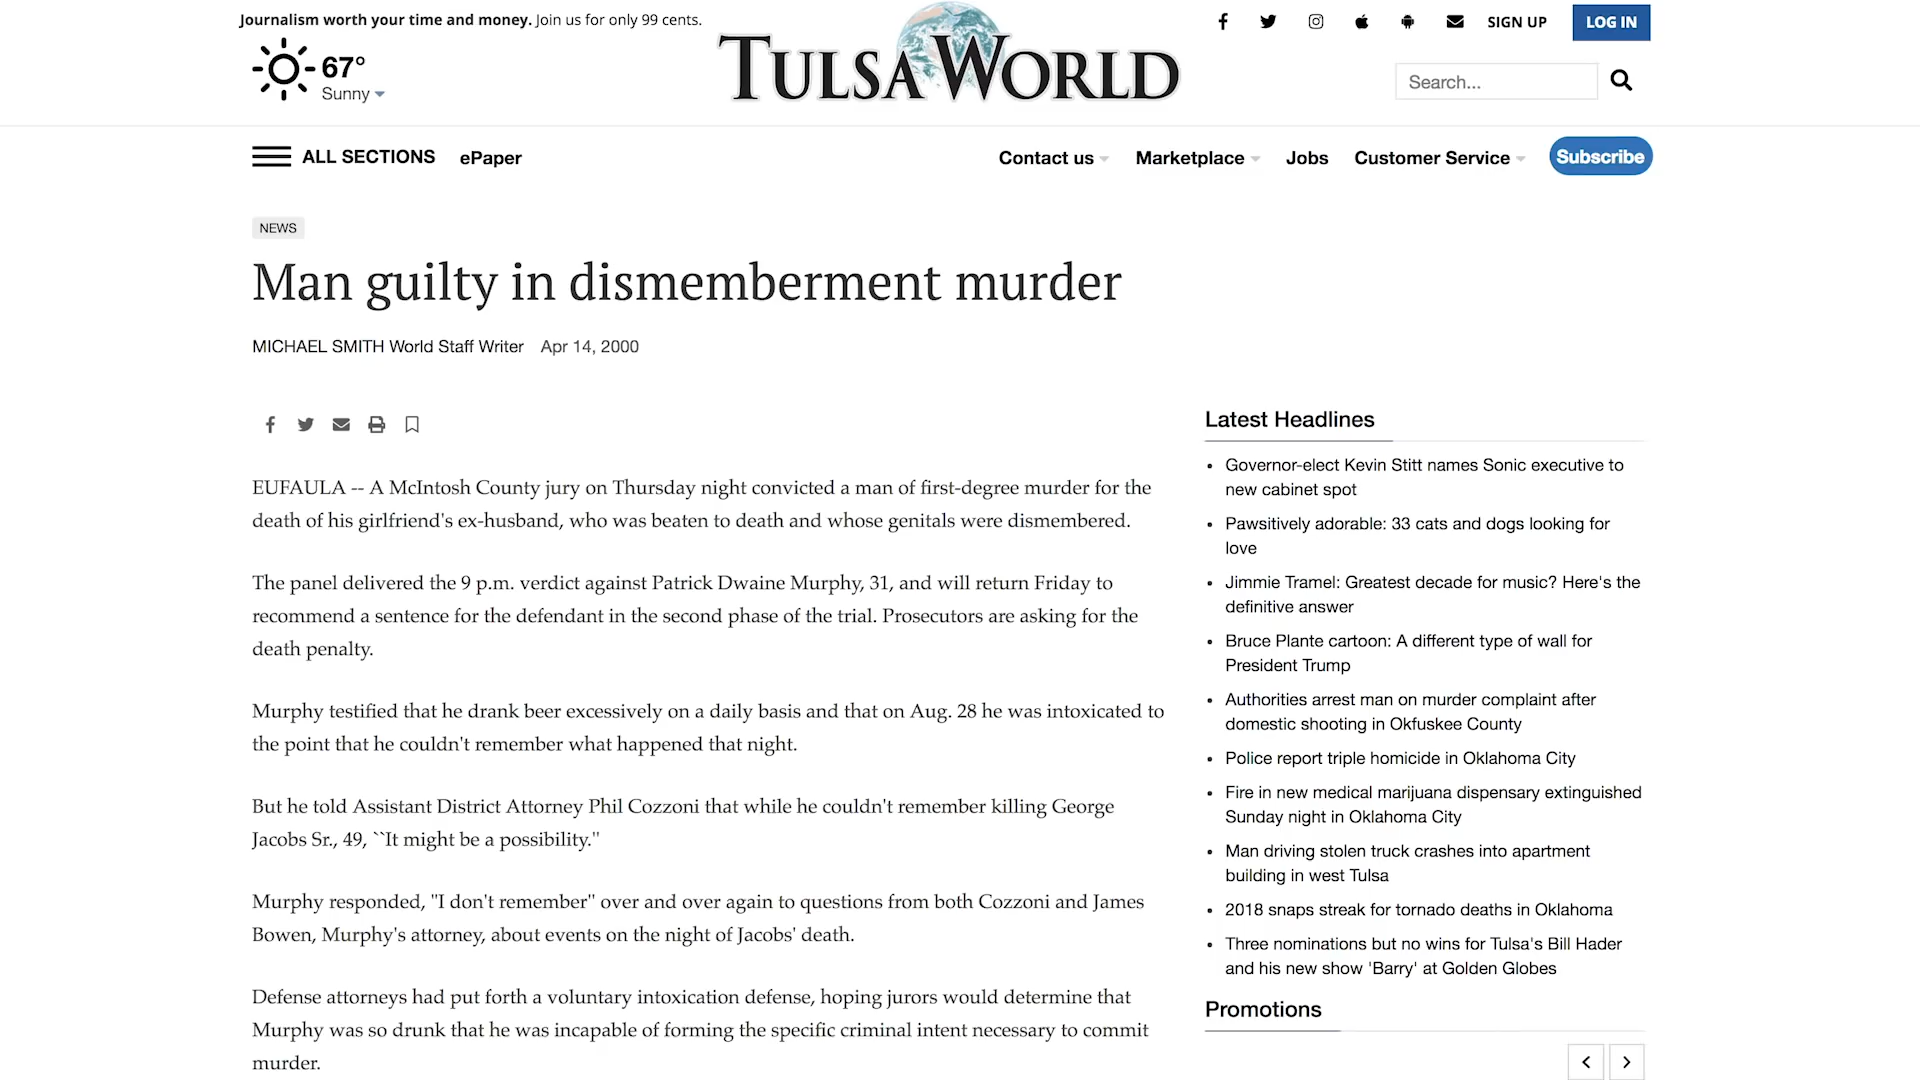 Journalism worth your time and money. Join us for only 99 cents.
67°
Sunny
TULSA WORLD
SIGN UP
LOG IN
Search...
ALL SECTIONS
ePaper
Contact us
Marketplace
Jobs
Customer Service
Subscribe
NEWS
Man guilty in dismemberment murder
MICHAEL SMITH World Staff Writer Apr 14, 2000
EUFAULA -- A McIntosh County jury on Thursday night convicted a man of first-degree murder for the
death of his girlfriend's ex-husband, who was beaten to death and whose genitals were dismembered.
The panel delivered the 9 p.m. verdict against Patrick Dwaine Murphy, 31, and will return Friday to
recommend a sentence for the defendant in the second phase of the trial. Prosecutors are asking for the
death penalty.
Murphy testified that he drank beer excessively on a daily basis and that on Aug. 28 he was intoxicated to
the point that he couldn't remember what happened that night.
But he told Assistant District Attorney Phil Cozzoni that while he couldn't remember killing George
Jacobs Sr., 49, ``It might be a possibility."
Murphy responded, "I don't remember" over and over again to questions from both Cozzoni and James
Bowen, Murphy's attorney, about events on the night of Jacobs' death.
Defense attorneys had put forth a voluntary intoxication defense, hoping jurors would determine that
Murphy was so drunk that he was incapable of forming the specific criminal intent necessary to commit
murder.
Latest Headlines
Governor-elect Kevin Stitt names Sonic executive to
new cabinet spot
Pawsitively adorable: 33 cats and dogs looking for
love
Jimmie Tramel: Greatest decade for music? Here's the
definitive answer
Bruce Plante cartoon: A different type of wall for
President Trump
Authorities arrest man on murder complaint after
domestic shooting in Okfuskee County
Police report triple homicide in Oklahoma City
Fire in new medical marijuana dispensary extinguished
Sunday night in Oklahoma City
Man driving stolen truck crashes into apartment
building in west Tulsa
2018 snaps streak for tornado deaths in Oklahoma
Three nominations but no wins for Tulsa's Bill Hader
and his new show 'Barry' at Golden Globes
Promotions